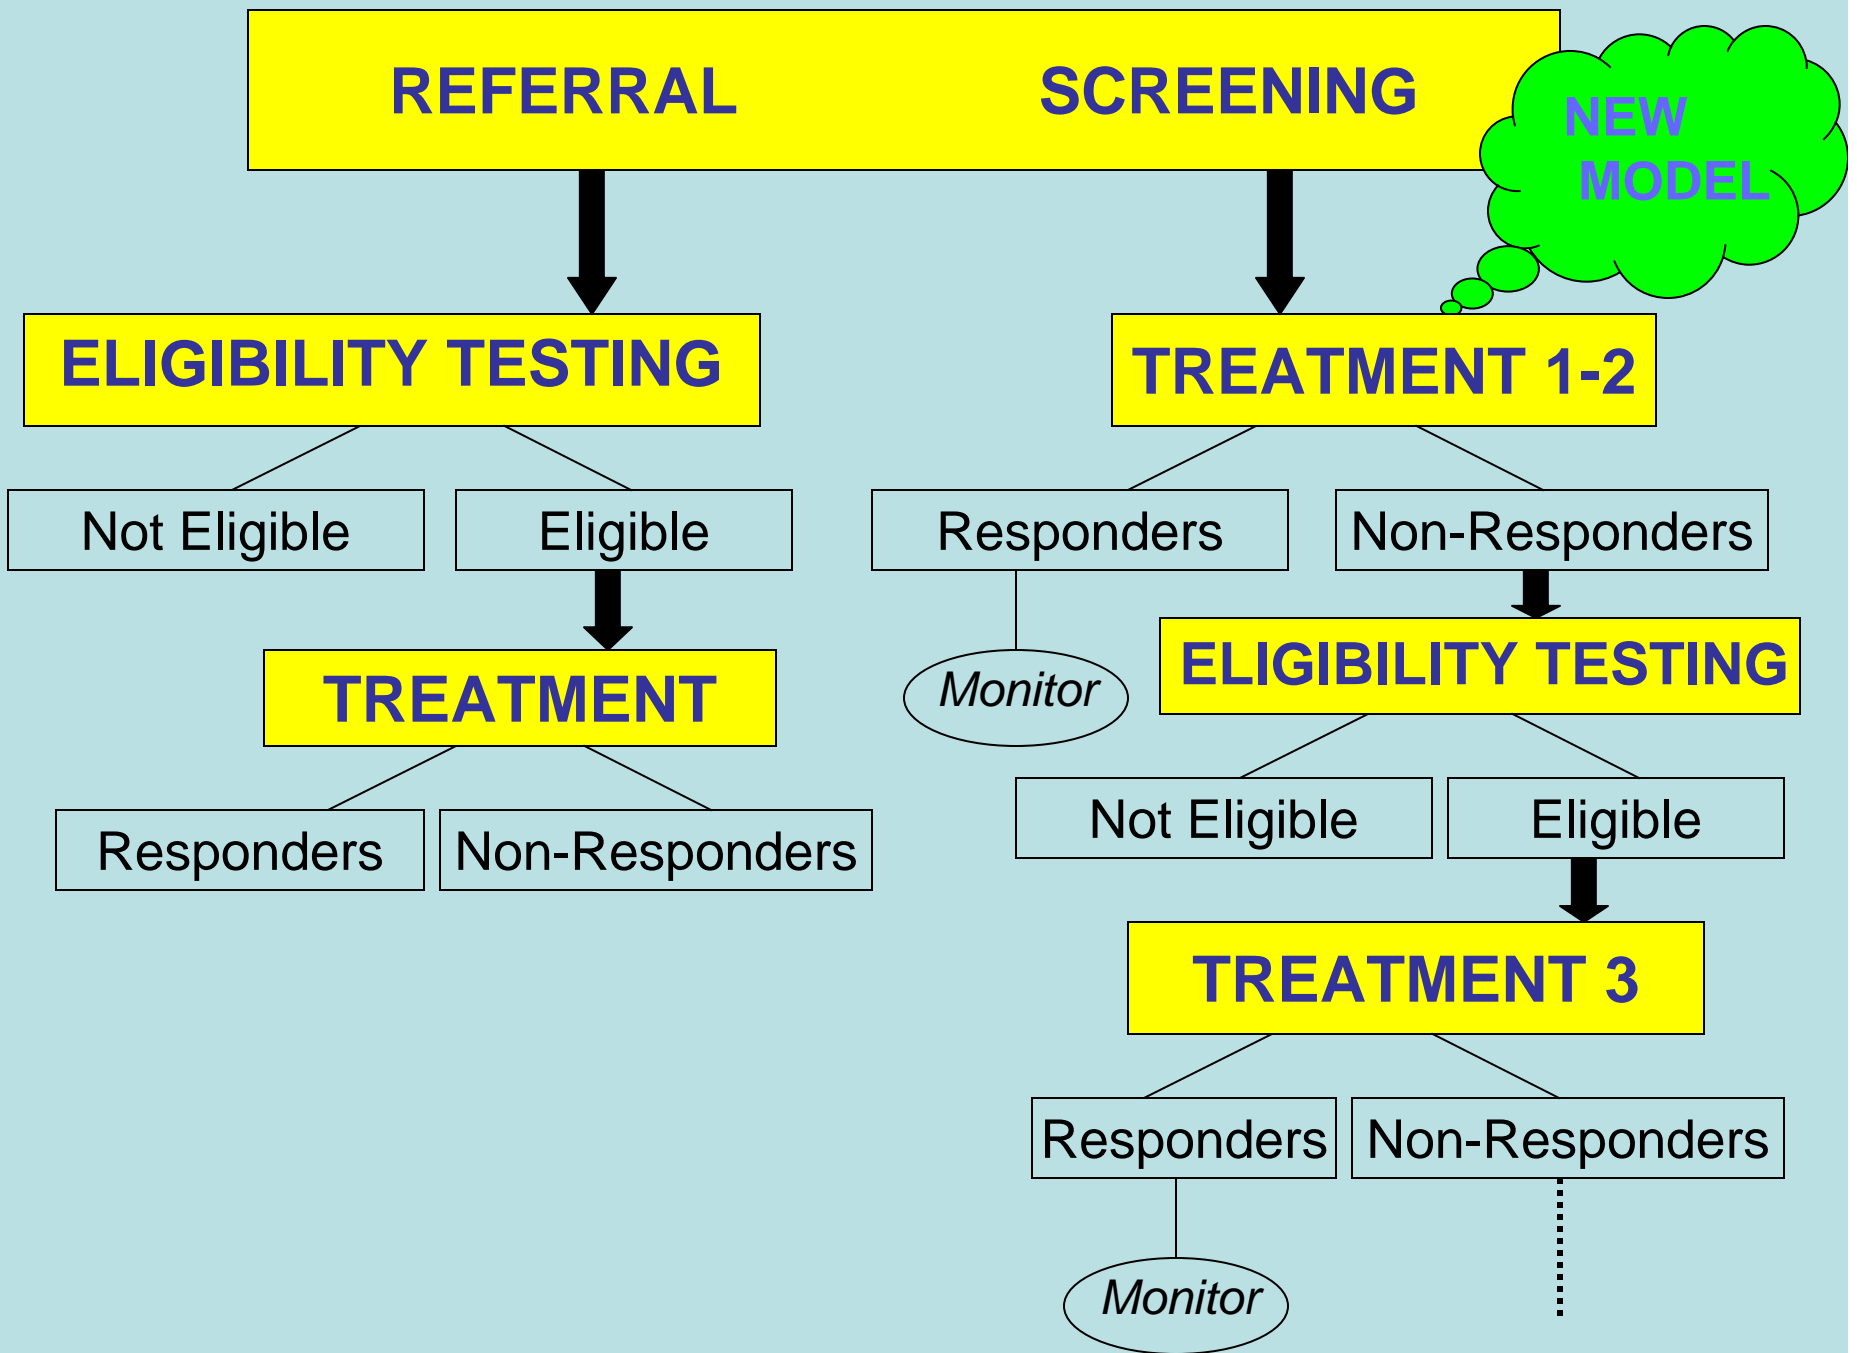 REFERRAL SCREENING
NEW
MODEL
ELIGIBILITY TESTING
Not Eligible
Eligible
TREATMENT
Responders
Non-Responders
TREATMENT 1-2
Responders
Non-Responders
Monitor
ELIGIBILITY TESTING
Not Eligible
Eligible
TREATMENT 3
Responders
Non-Responders
Monitor